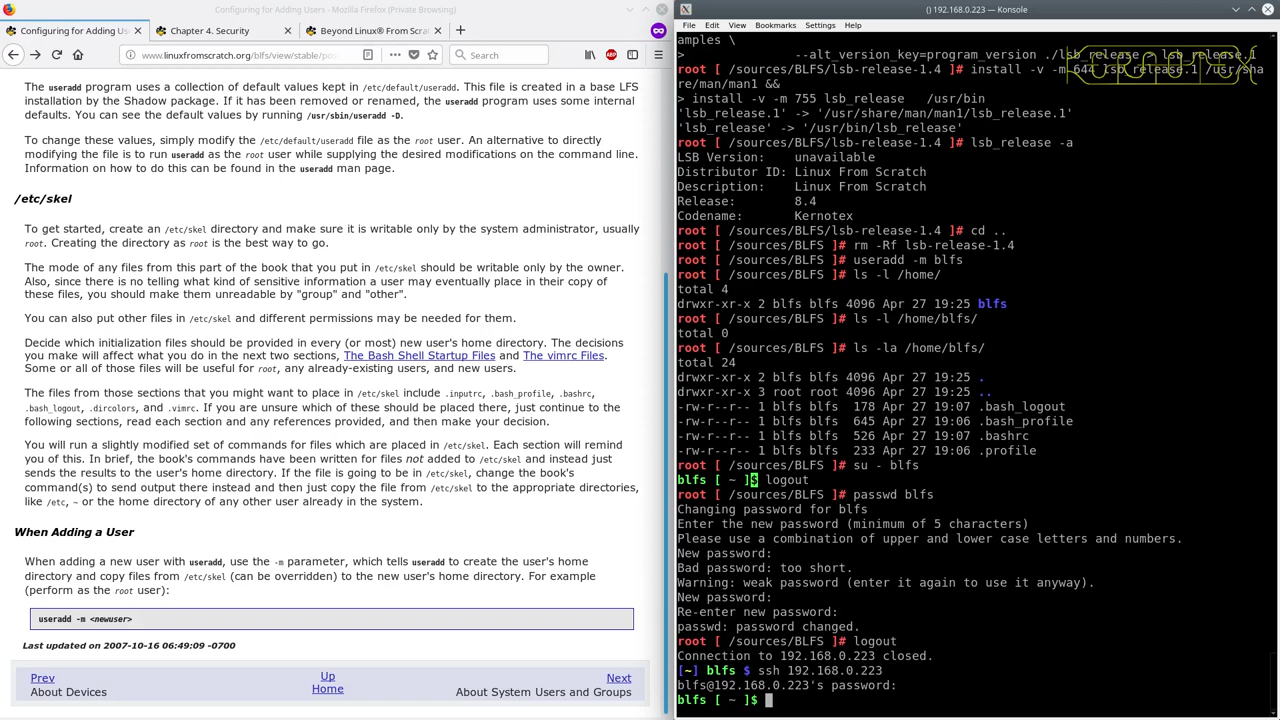 Configuring for Adding Users - Mozilla Firefox (Private Browsing)
Configuring for Adding Us
Chapter 4. Security
Beyond Linux® From Scratc
www.linuxfromscratch.org/blfs/view/stable/pos
Search
The useradd program uses a collection of default values kept in /etc/default/useradd. This file is created in a base LFS
installation by the Shadow package. If it has been removed or renamed, the useradd program uses some internal
defaults. You can see the default values by running /usr/sbin/useradd -D.
To change these values, simply modify the /etc/default/useradd file as the root user. An alternative to directly
modifying the file is to run useradd as the root user while supplying the desired modifications on the command line.
Information on how to do this can be found in the useradd man page.
/etc/skel
To get started, create an /etc/skel directory and make sure it is writable only by the system administrator, usually
root. Creating the directory as root is the best way to go.
The mode of any files from this part of the book that you put in /etc/skel should be writable only by the owner.
Also, since there is no telling what kind of sensitive information a user may eventually place in their copy of
these files, you should make them unreadable by "group" and "other".
You can also put other files in /etc/skel and different permissions may be needed for them.
Decide which initialization files should be provided in every (or most) new user's home directory. The decisions
you make will affect what you do in the next two sections, The Bash Shell Startup Files and The vimrc Files.
Some or all of those files will be useful for root, any already-existing users, and new users.
The files from those sections that you might want to place in /etc/skel include .inputrc, .bash_profile, .bashrc,
.bash_logout, .dircolors, and .vimrc. If you are unsure which of these should be placed there, just continue to the
following sections, read each section and any references provided, and then make your decision.
You will run a slightly modified set of commands for files which are placed in /etc/skel. Each section will remind
you of this. In brief, the book's commands have been written for files not added to /etc/skel and instead just
sends the results to the user's home directory. If the file is going to be in /etc/skel, change the book's
command(s) to send output there instead and then just copy the file from /etc/skel to the appropriate directories,
like /etc, ~ or the home directory of any other user already in the system.
When Adding a User
When adding a new user with useradd, use the -m parameter, which tells useradd to create the user's home
directory and copy files from /etc/skel (can be overridden) to the new user's home directory. For example
(perform as the root user):
useradd -m <newuser>
Last updated on 2007-10-16 06:49:09 -0700
Prev Up Next
About Devices Home About System Users and Groups
() 192.168.0.223 — Konsole
File Edit View Bookmarks Settings Help
amples \
> --alt_version_key=program_version ./lsb_release > lsb_release.1
root [ /sources/BLFS/lsb-release-1.4 ]# install -v -m 644 lsb_release.1 /usr/sha
re/man/man1 &&
> install -v -m 755 lsb_release /usr/bin
'lsb_release.1' -> '/usr/share/man/man1/lsb_release.1'
'lsb_release' -> '/usr/bin/lsb_release'
root [ /sources/BLFS/lsb-release-1.4 ]# lsb_release -a
LSB Version: unavailable
Distributor ID: Linux From Scratch
Description: Linux From Scratch
Release: 8.4
Codename: Kernotex
root [ /sources/BLFS/lsb-release-1.4 ]# cd ..
root [ /sources/BLFS ]# rm -Rf lsb-release-1.4
root [ /sources/BLFS ]# useradd -m blfs
root [ /sources/BLFS ]# ls -l /home/
total 4
drwxr-xr-x 2 blfs blfs 4096 Apr 27 19:25 blfs
root [ /sources/BLFS ]# ls -l /home/blfs/
total 0
root [ /sources/BLFS ]# ls -la /home/blfs/
total 24
drwxr-xr-x 2 blfs blfs 4096 Apr 27 19:25 .
drwxr-xr-x 3 root root 4096 Apr 27 19:25 ..
-rw-r--r-- 1 blfs blfs 178 Apr 27 19:07 .bash_logout
-rw-r--r-- 1 blfs blfs 645 Apr 27 19:06 .bash_profile
-rw-r--r-- 1 blfs blfs 526 Apr 27 19:07 .bashrc
-rw-r--r-- 1 blfs blfs 233 Apr 27 19:06 .profile
root [ /sources/BLFS ]# su - blfs
blfs [ ~ ]$ logout
root [ /sources/BLFS ]# passwd blfs
Changing password for blfs
Enter the new password (minimum of 5 characters)
Please use a combination of upper and lower case letters and numbers.
New password:
Bad password: too short.
Warning: weak password (enter it again to use it anyway).
New password:
Re-enter new password:
passwd: password changed.
root [ /sources/BLFS ]# logout
Connection to 192.168.0.223 closed.
[~] blfs $ ssh 192.168.0.223
blfs@192.168.0.223's password:
blfs [ ~ ]$